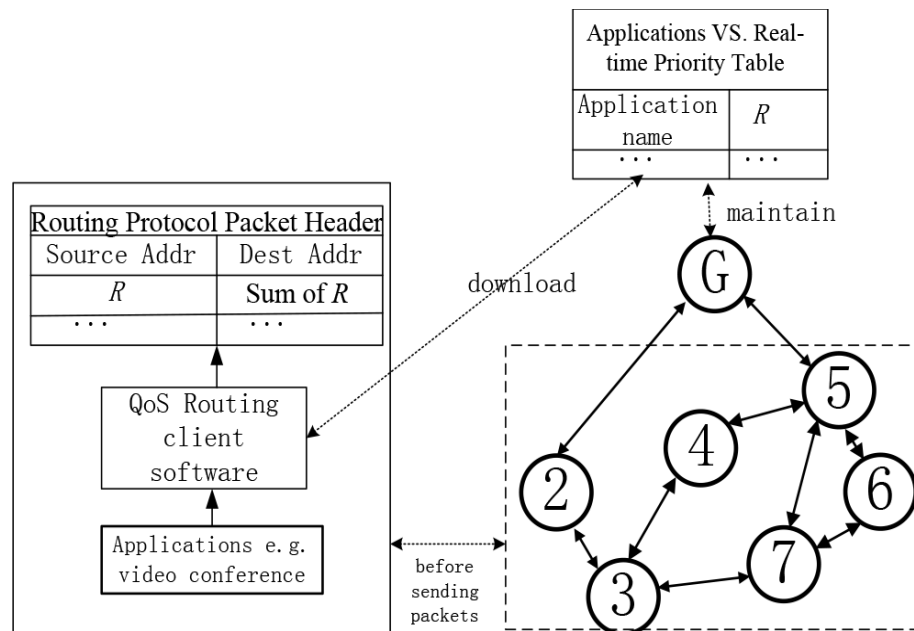 Applications VS. Real-
time Priority Table
Application
name
R
...
...
maintain
Routing Protocol Packet Header
Source Addr
Dest Addr
R
Sum of R
...
...
download
G
QoS Routing
client
software
5
4
2
6
Applications e.g.
video conference
before
sending
packets
7
3